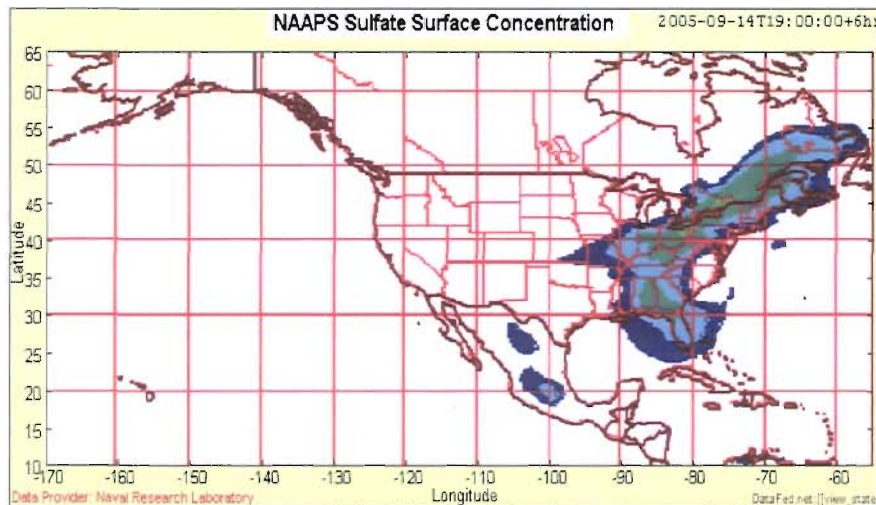 NAAPS Sulfate Surface Concentration
2005-09-14T19:00:00+6hr
65
60
55
50
45
40
35
30
25
20
15
10
Latitude
-170 -160 -150 -140 -130 -120 -110 -100 -90 -80 -70 -60
Longitude
Data Provider: Naval Research Laboratory
DataFed.net:[[view_state